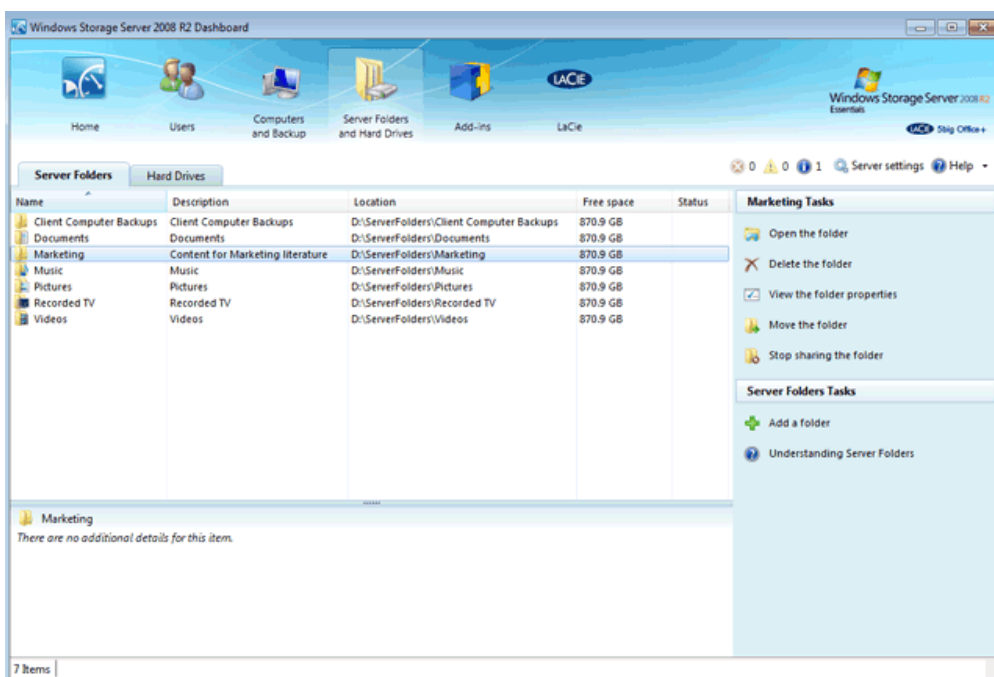 Windows Storage Server 2008 R2 Dashboard
Home
Users
Computers
and Backup
Server Folders
and Hard Drives
Add-ins
LACIE
LaCie
Windows Storage Server 2008 R2
Essentials
LACIE 5big Office+
Server Folders
Hard Drives
0 0 1 Server settings Help
Name Description Location Free space Status
Client Computer Backups Client Computer Backups D:\ServerFolders\Client Computer Backups 870.9 GB
Documents Documents D:\ServerFolders\Documents 870.9 GB
Marketing Content for Marketing literature D:\ServerFolders\Marketing 870.9 GB
Music Music D:\ServerFolders\Music 870.9 GB
Pictures Pictures D:\ServerFolders\Pictures 870.9 GB
Recorded TV Recorded TV D:\ServerFolders\Recorded TV 870.9 GB
Videos Videos D:\ServerFolders\Videos 870.9 GB
Marketing Tasks
Open the folder
Delete the folder
View the folder properties
Move the folder
Stop sharing the folder
Server Folders Tasks
Add a folder
Understanding Server Folders
Marketing
There are no additional details for this item.
7 Items